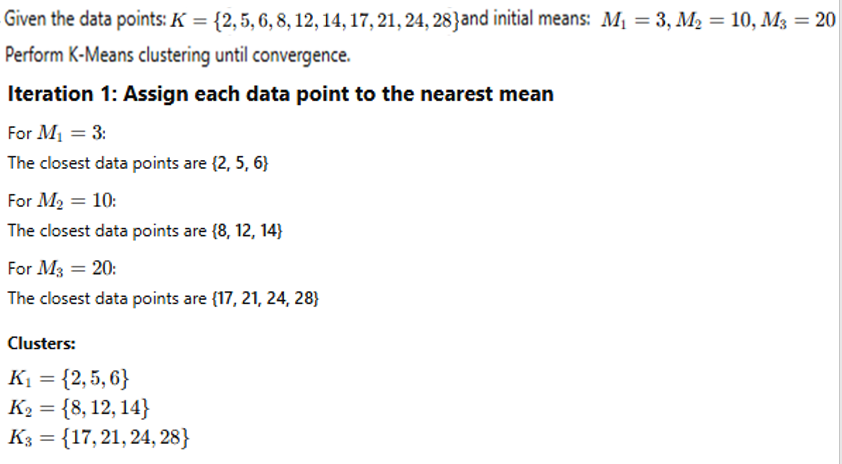 Given the data points: K = {2, 5, 6, 8, 12, 14, 17, 21, 24, 28}and initial means: M₁ = 3, M₂ = 10, M₃ = 20
Perform K-Means clustering until convergence.
Iteration 1: Assign each data point to the nearest mean
For M₁ = 3:
The closest data points are {2, 5, 6}
For M₂ = 10:
The closest data points are {8, 12, 14}
For M₃ = 20:
The closest data points are {17, 21, 24, 28}
Clusters:
K₁ = {2, 5, 6}
K₂ = {8, 12, 14}
K₃ = {17, 21, 24, 28}